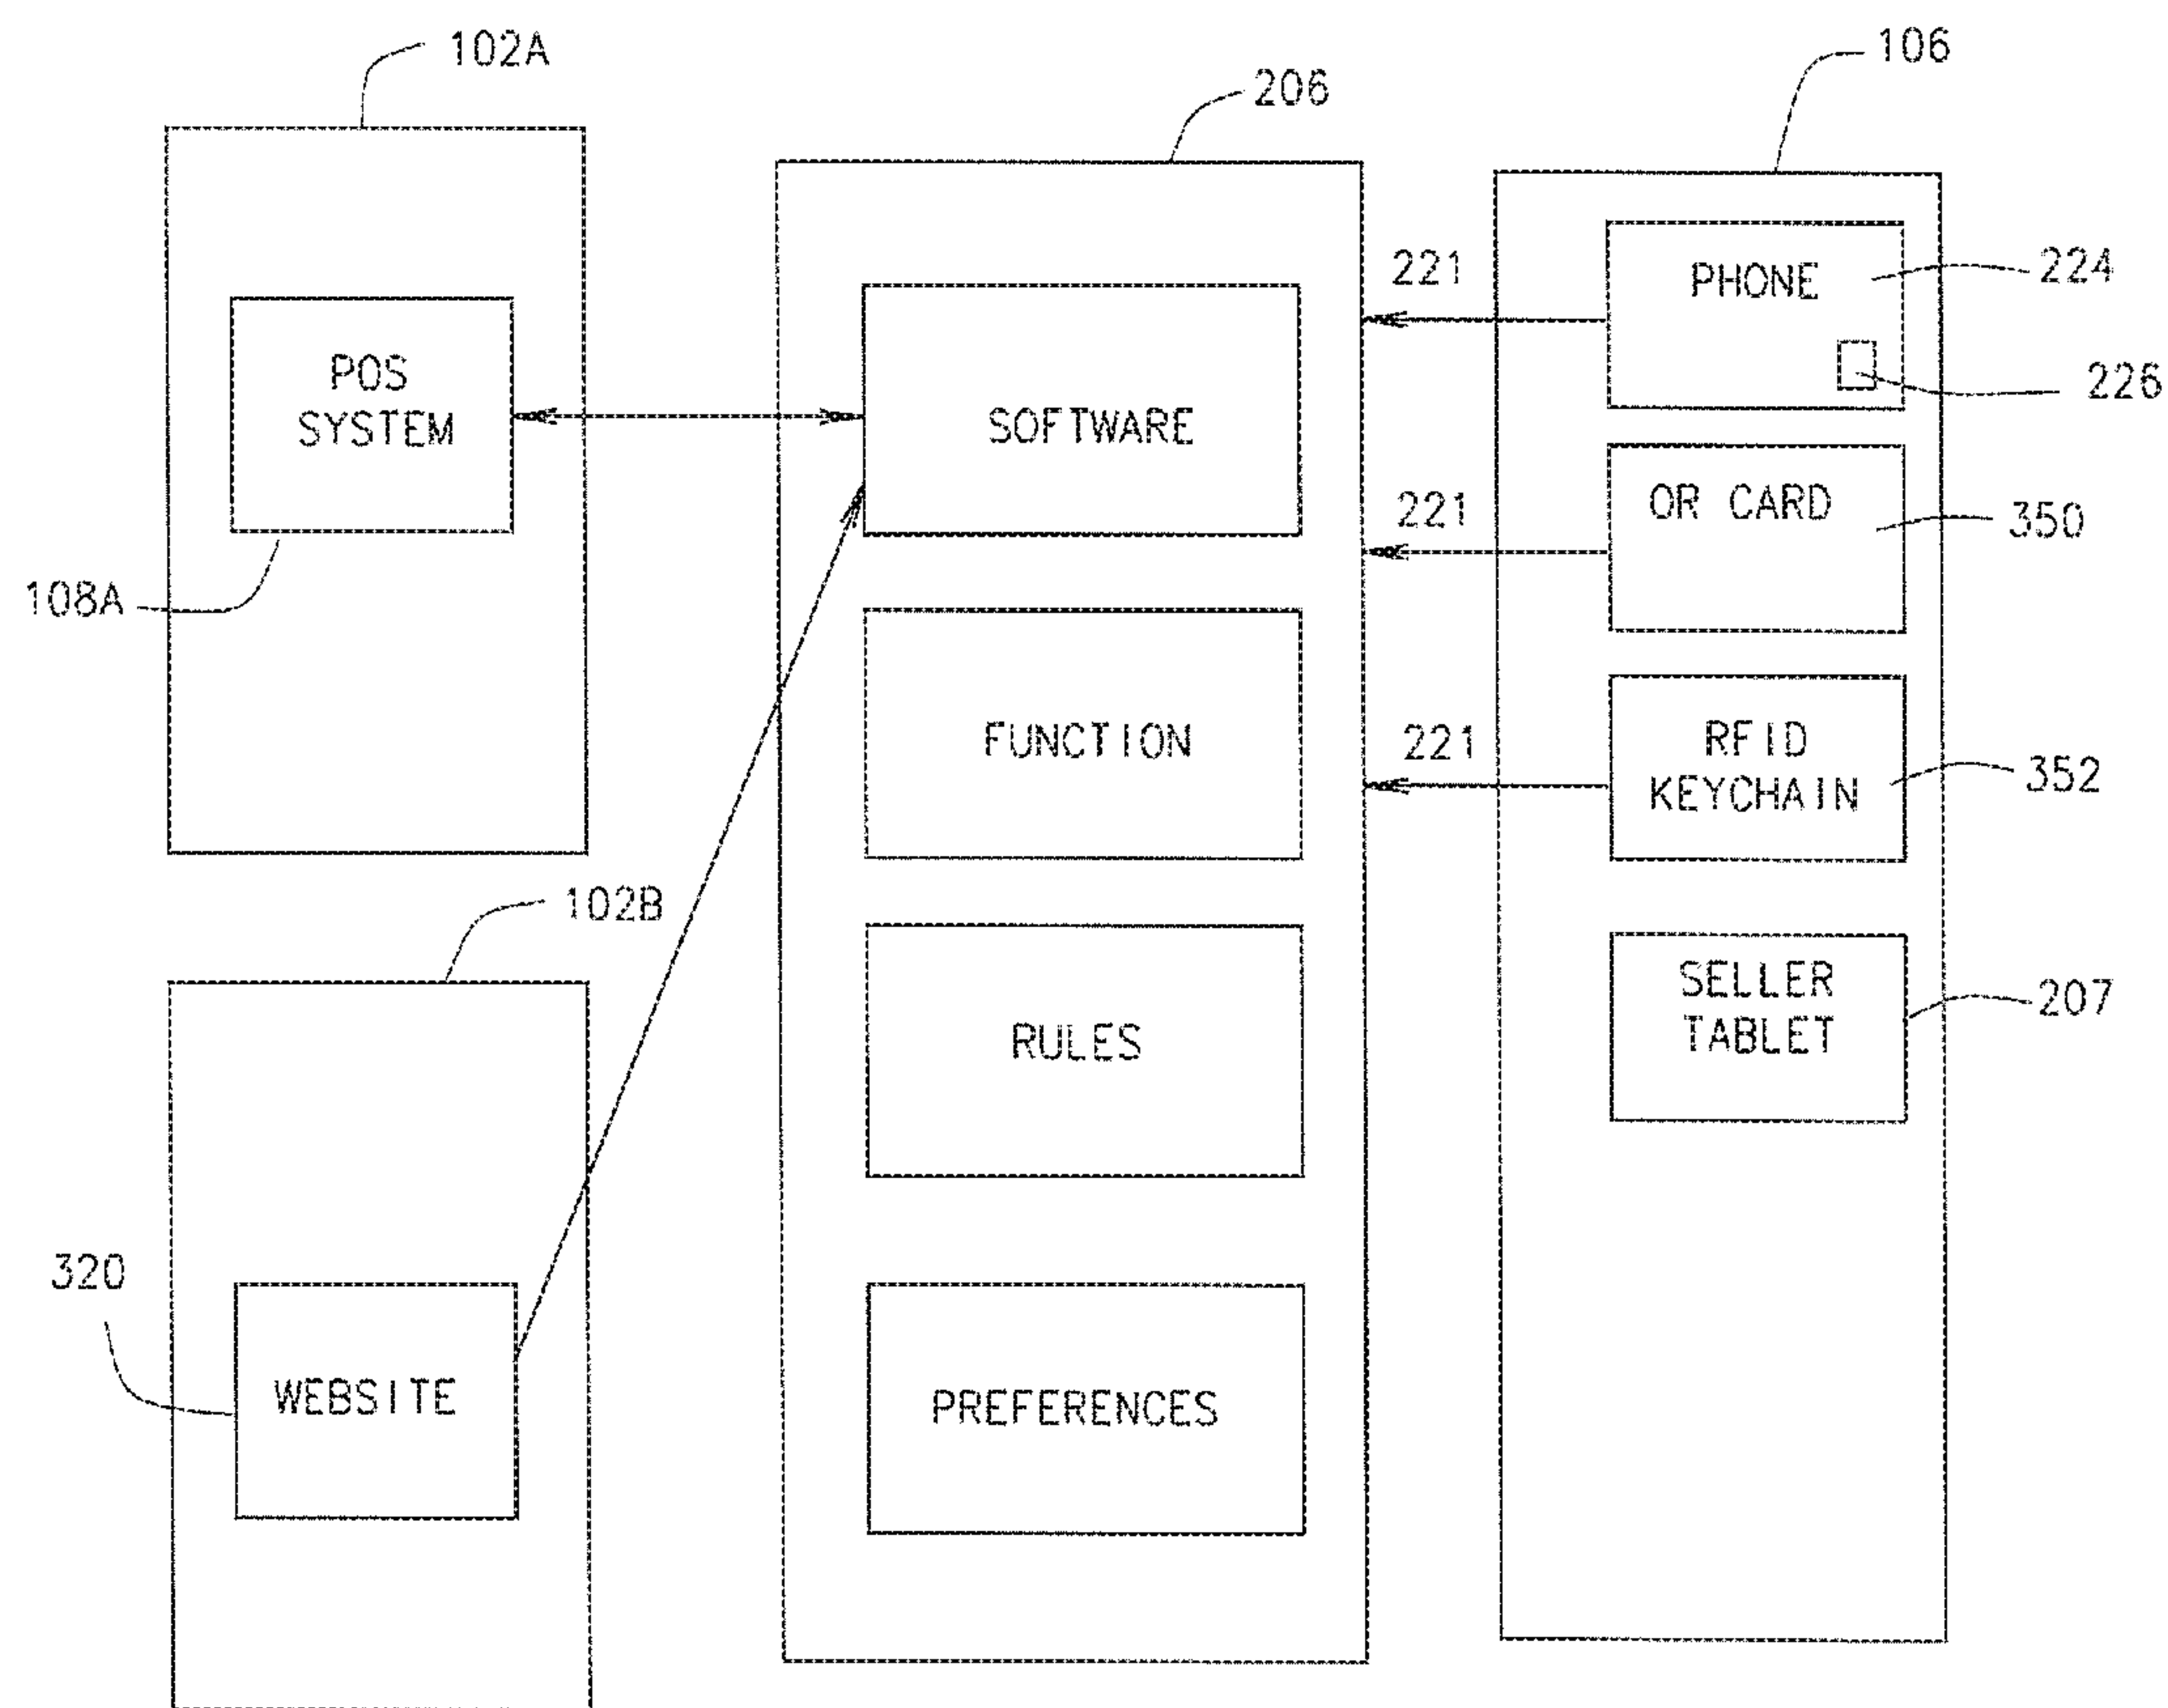 102A
206
106
POS
SYSTEM
108A
SOFTWARE
FUNCTION
RULES
PREFERENCES
221
221
221
PHONE
224
226
OR CARD
350
RFID
KEYCHAIN
352
SELLER
TABLET
207
102B
320
WEBSITE